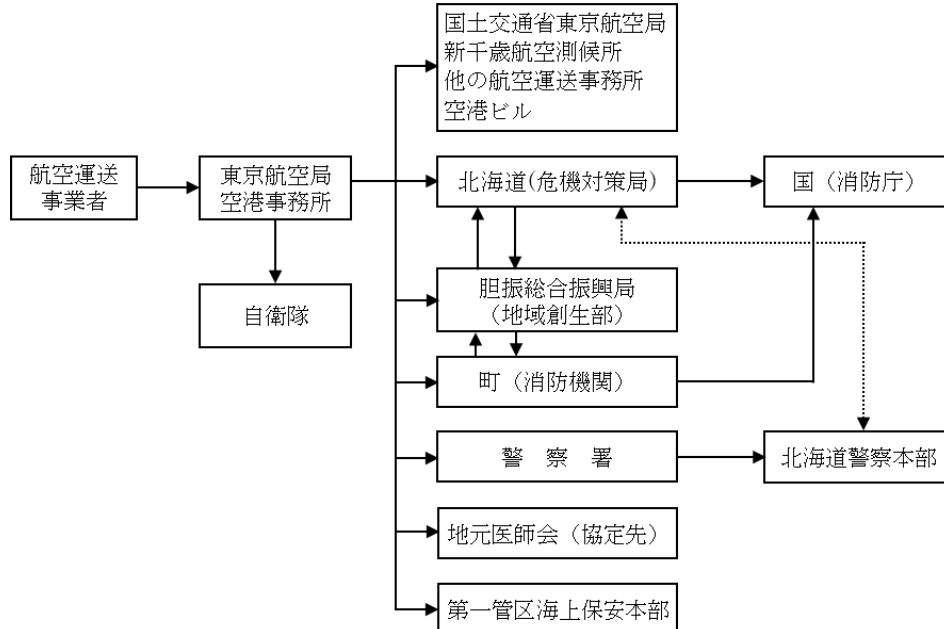 国土交通省東京航空局
新千歳航空測候所
他の航空運送事務所
空港ビル
航空運送
事業者
東京航空局
空港事務所
北海道(危機対策局)
国（消防庁）
自衛隊
胆振総合振興局
（地域創生部）
町（消防機関）
警　察　署
北海道警察本部
地元医師会（協定先）
第一管区海上保安本部